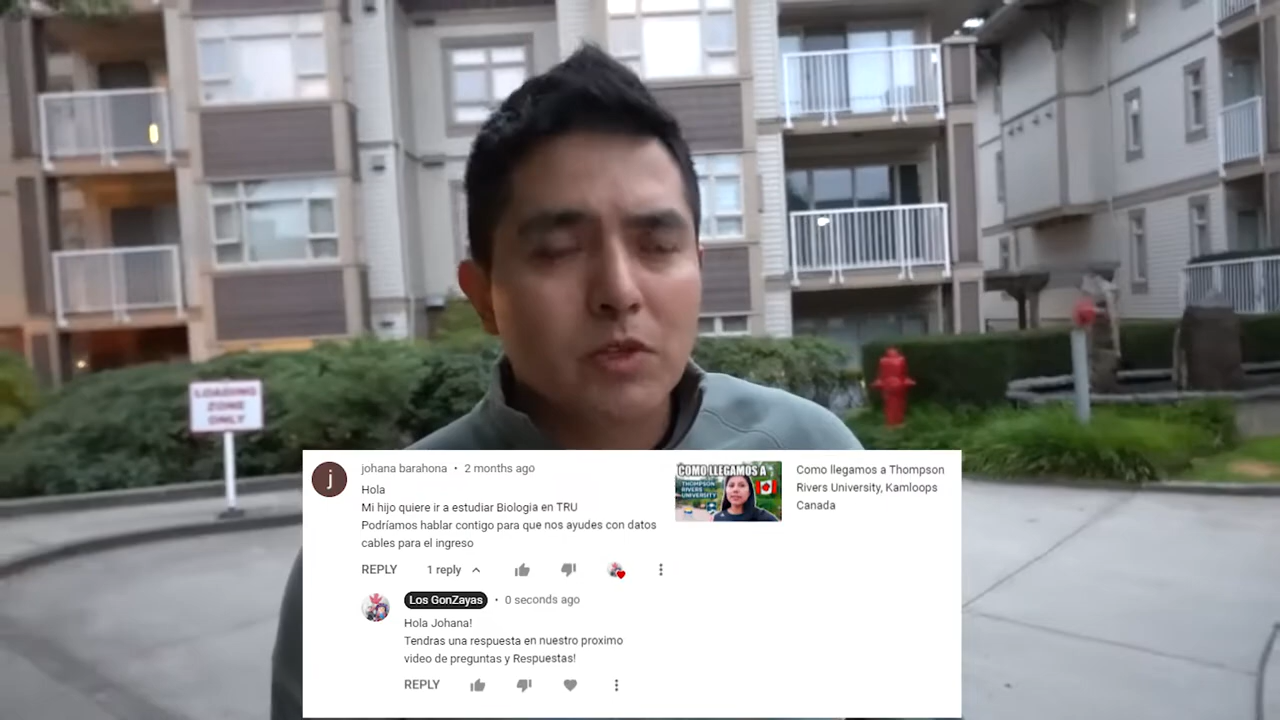 LOADING
ZONE
ONLY
j
johana barahona • 2 months ago
Hola
Mi hijo quiere ir a estudiar Biologia en TRU
Podríamos hablar contigo para que nos ayudes con datos
cables para el ingreso
REPLY 1 reply
Los GonZayas • 0 seconds ago
Hola Johana!
Tendras una respuesta en nuestro proximo
video de preguntas y Respuestas!
REPLY
COMO LLEGAMOS A
THOMPSON
RIVERS
UNIVERSITY
Como llegamos a Thompson
Rivers University, Kamloops
Canada